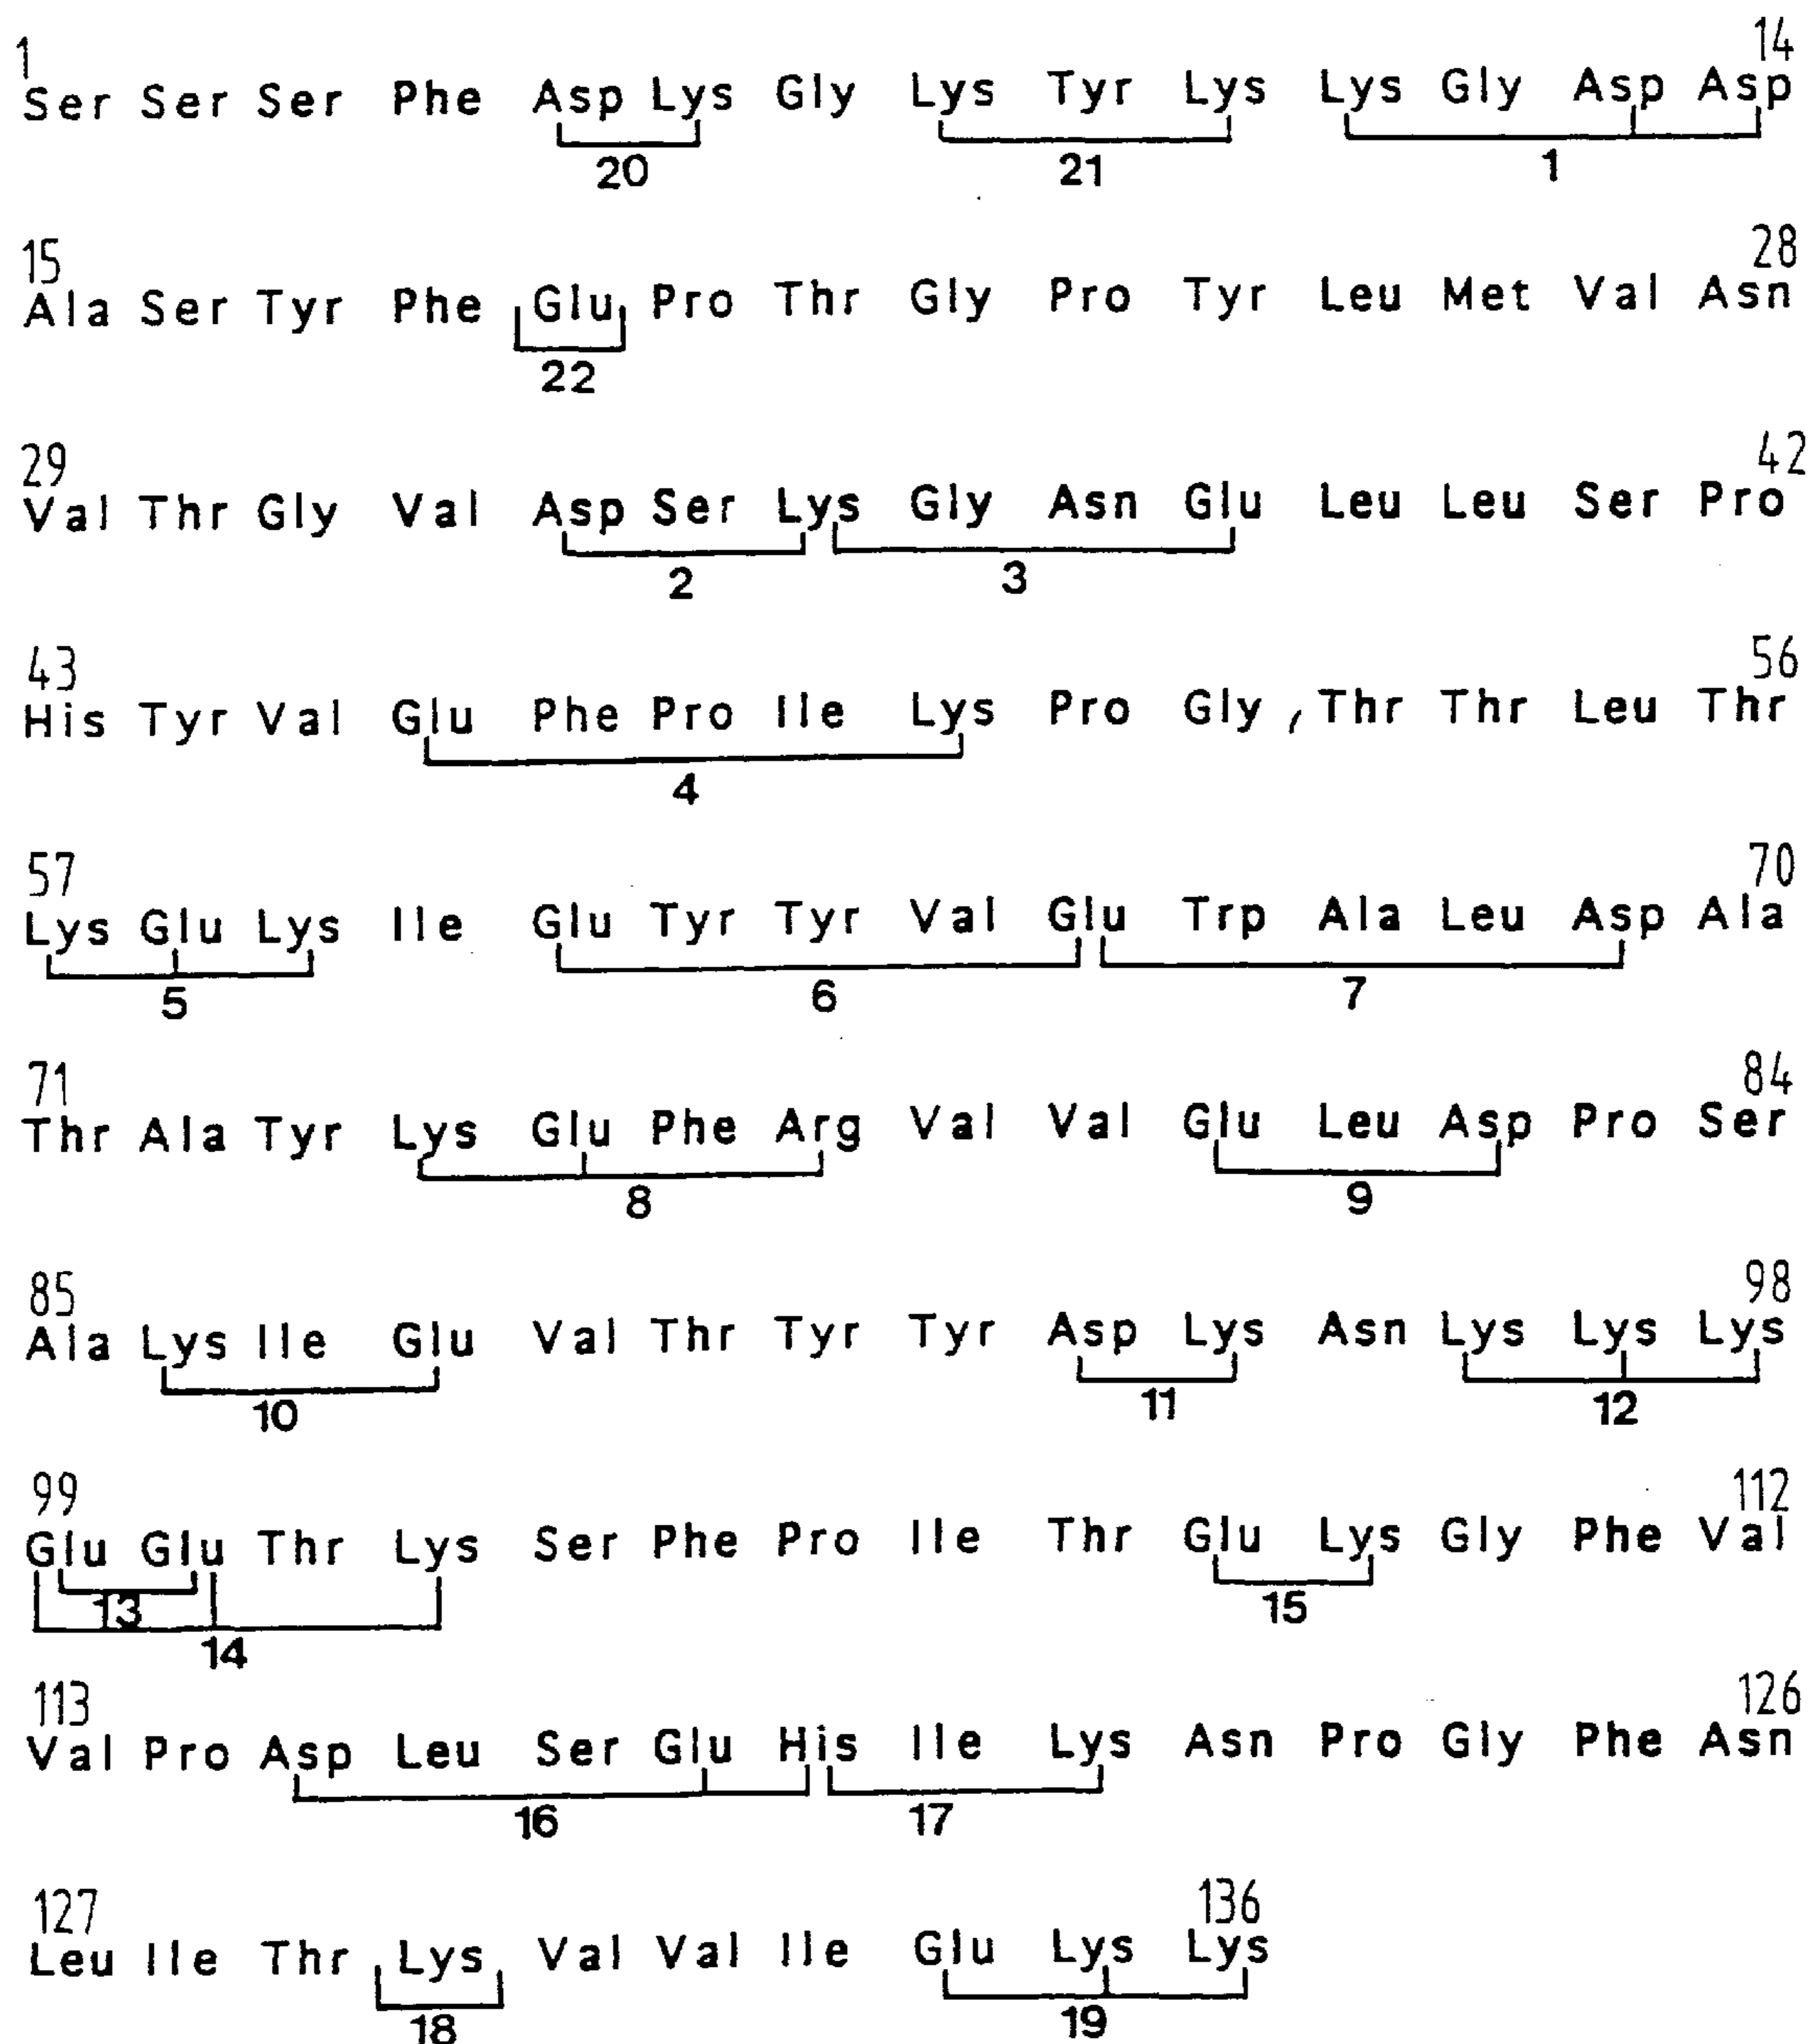 1 14
Ser Ser Ser Phe Asp Lys Gly Lys Tyr Lys Lys Gly Asp Asp
20 21 1
15 28
Ala Ser Tyr Phe Glu Pro Thr Gly Pro Tyr Leu Met Val Asn
22
29 42
Val Thr Gly Val Asp Ser Lys Gly Asn Glu Leu Leu Ser Pro
2 3
43 56
His Tyr Val Glu Phe Pro Ile Lys Pro Gly , Thr Thr Leu Thr
4
57 70
Lys Glu Lys Ile Glu Tyr Tyr Val Glu Trp Ala Leu Asp Ala
5 6 7
71 84
Thr Ala Tyr Lys Glu Phe Arg Val Val Glu Leu Asp Pro Ser
8 9
85 98
Ala Lys Ile Glu Val Thr Tyr Tyr Asp Lys Asn Lys Lys Lys
10 11 12
99 112
Glu Glu Thr Lys Ser Phe Pro Ile Thr Glu Lys Gly Phe Val
13 15
14
113 126
Val Pro Asp Leu Ser Glu His Ile Lys Asn Pro Gly Phe Asn
16 17
127 136
Leu Ile Thr Lys Val Val Ile Glu Lys Lys
18 19